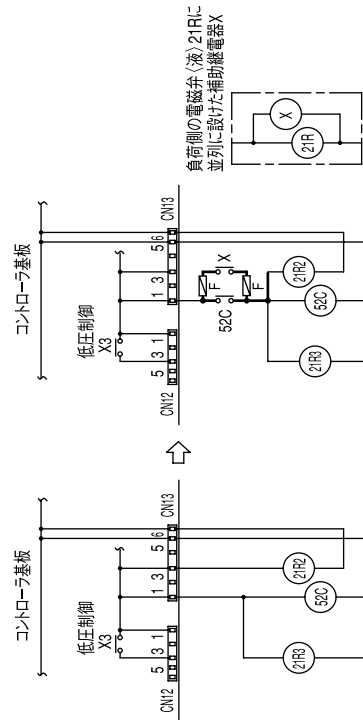 コントローラ基板
低圧制御
X3
CN12
5 3 1
1 3 5 6
CN13
21R3
52C
21R2
コントローラ基板
低圧制御
X3
CN12
5 3 1
1 3 5 6
CN13
F
X
52C
F
21R3
52C
21R2
負荷側の電磁弁〈液〉21Rに
並列に設けた補助継電器X
X
21R